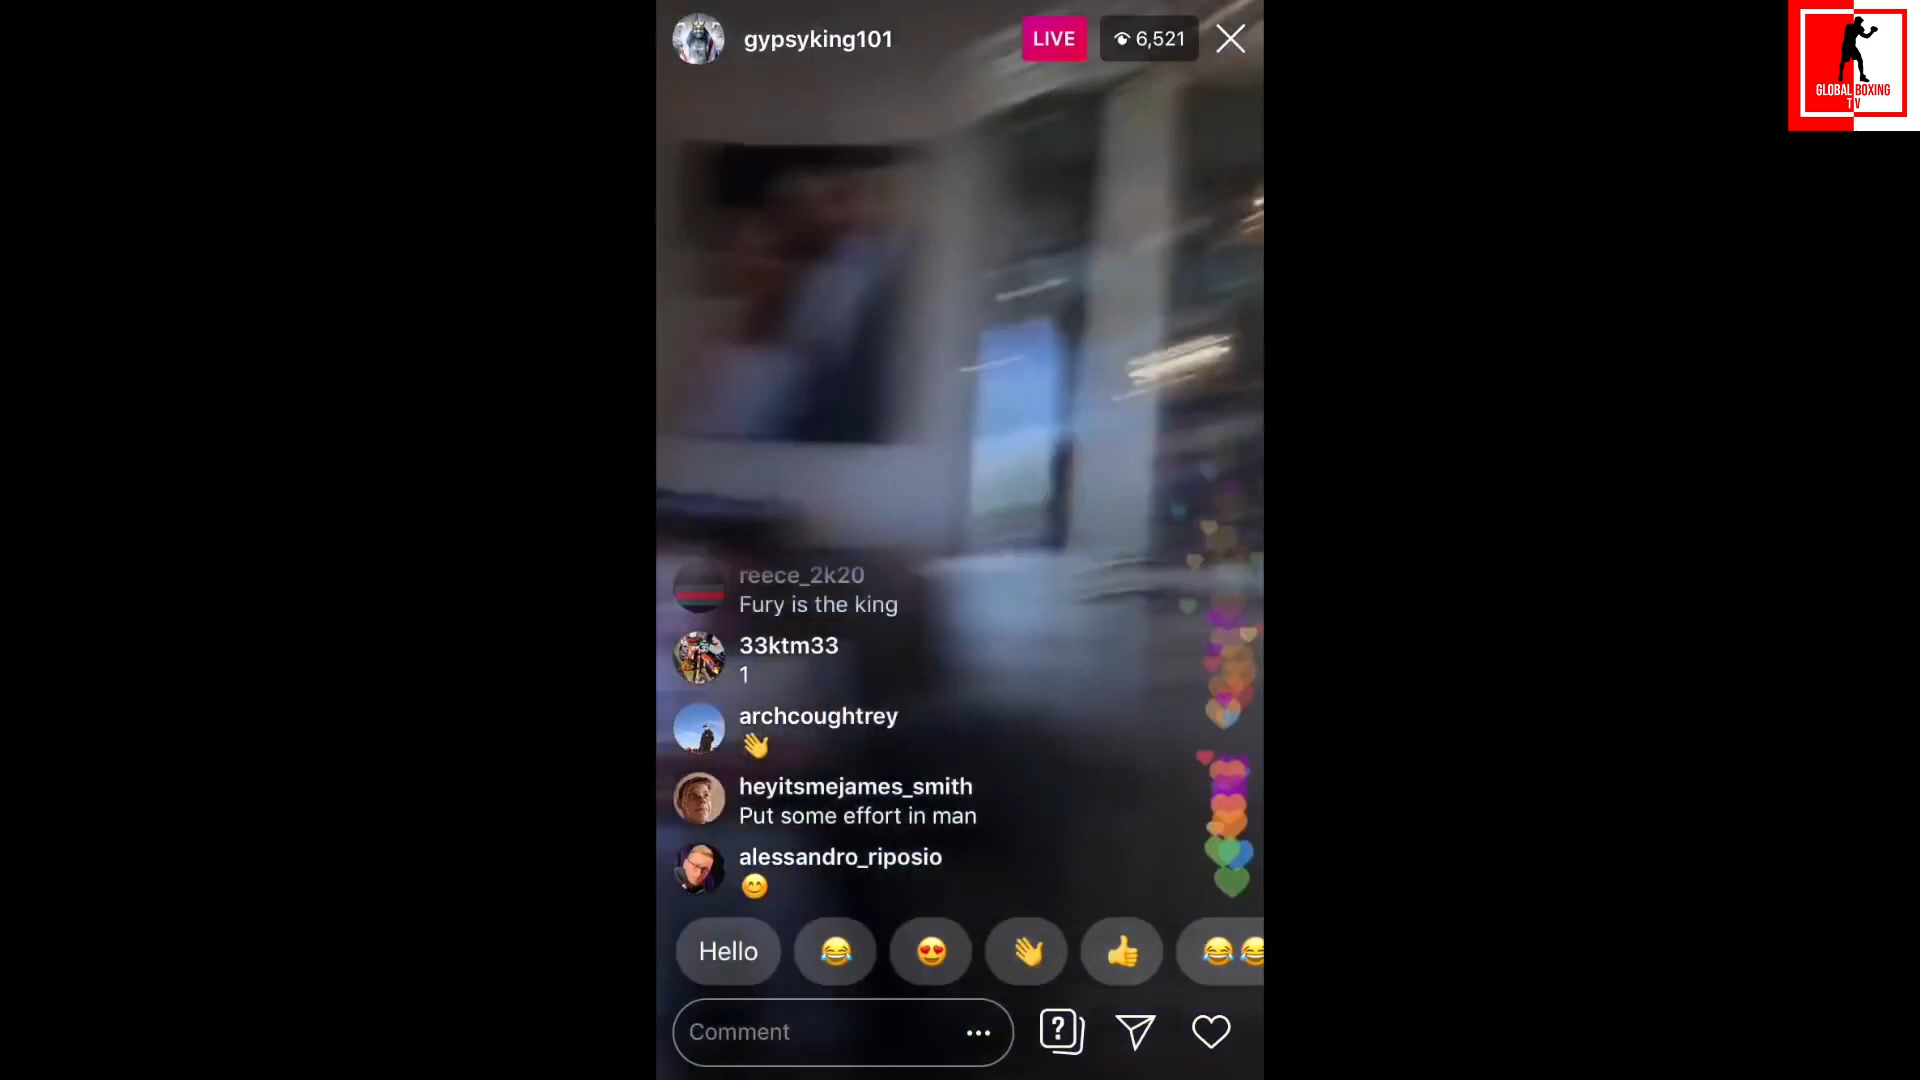 gypsyking101
LIVE
6,521
GLOBAL BOXING
TV
reece_2k20
Fury is the king
33ktm33
1
archcoughtrey
👋
heyitsmejames_smith
Put some effort in man
alessandro_riposio
😊
Hello 😂 😍 👋 👍 😂😂
Comment